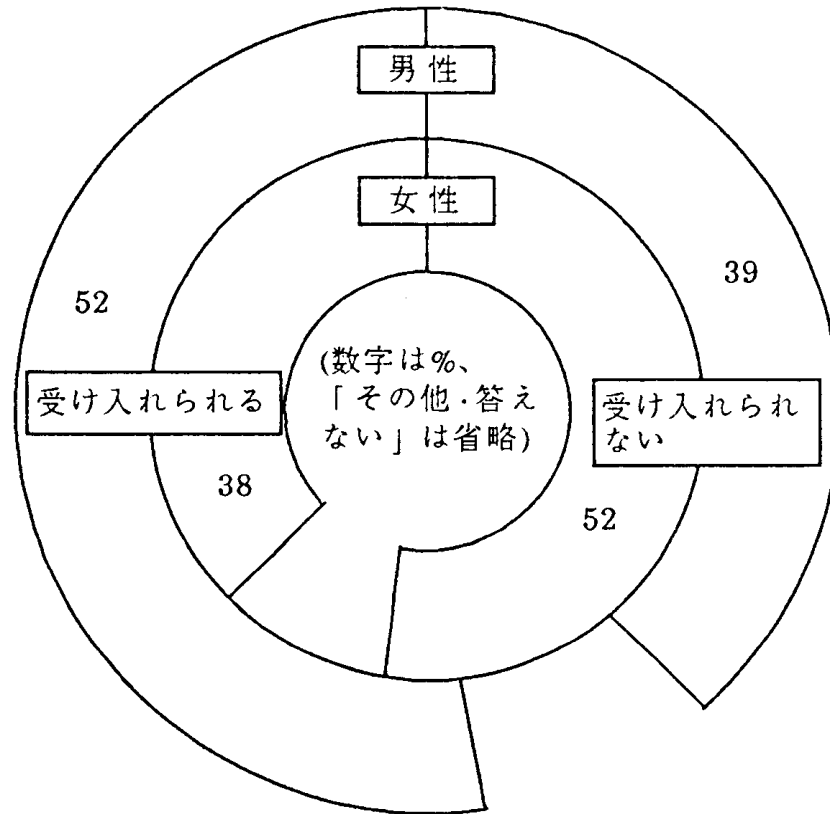 男性
女性
39
52
(数字は%、
「その他・答え
ない」は省略)
受け入れられる
受け入れられ
ない
38
52